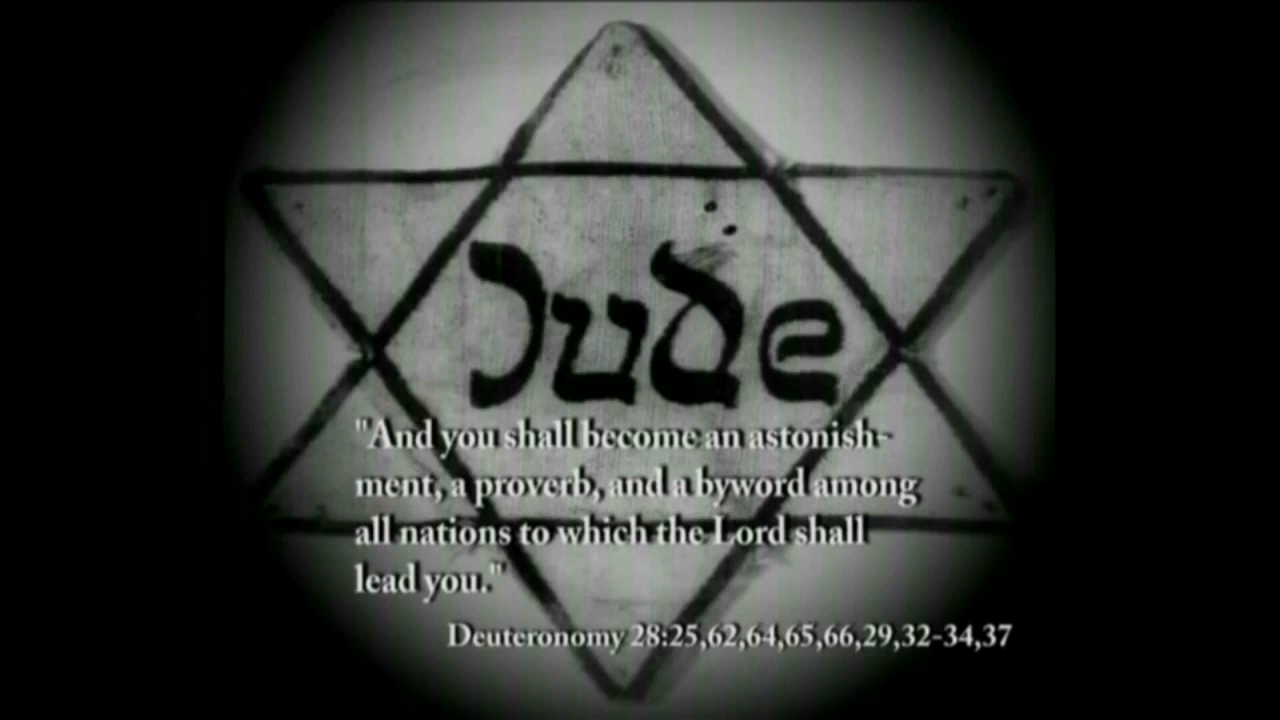 Jude
"And you shall become an astonish-
ment, a proverb, and a byword among
all nations to which the Lord shall
lead you."
Deuteronomy 28:25,62,64,65,66,29,32-34,37